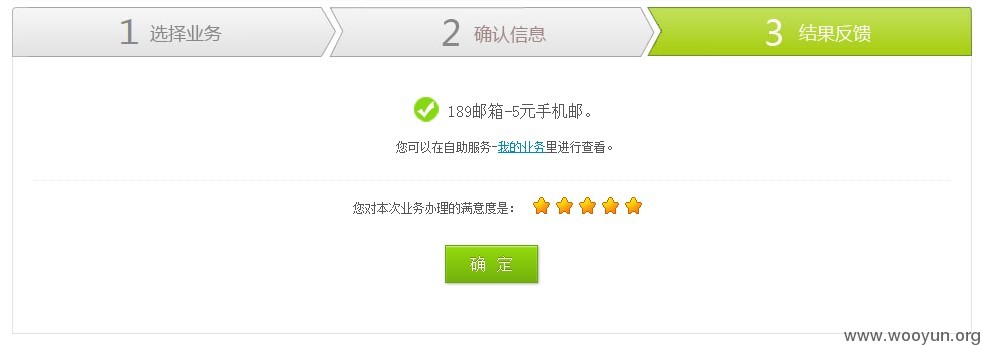 1 选择业务
2 确认信息
3 结果反馈
189邮箱-5元手机邮。
您可以在自助服务-我的业务里进行查看。
您对本次业务办理的满意度是：
确 定
www.wooyun.org